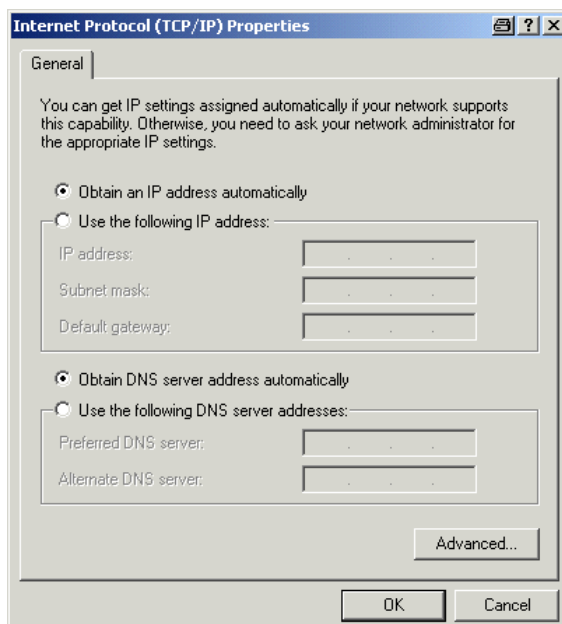 Internet Protocol (TCP/IP) Properties
General
You can get IP settings assigned automatically if your network supports
this capability. Otherwise, you need to ask your network administrator for
the appropriate IP settings.
Obtain an IP address automatically
Use the following IP address:
IP address:
Subnet mask:
Default gateway:
Obtain DNS server address automatically
Use the following DNS server addresses:
Preferred DNS server:
Alternate DNS server:
Advanced...
OK
Cancel